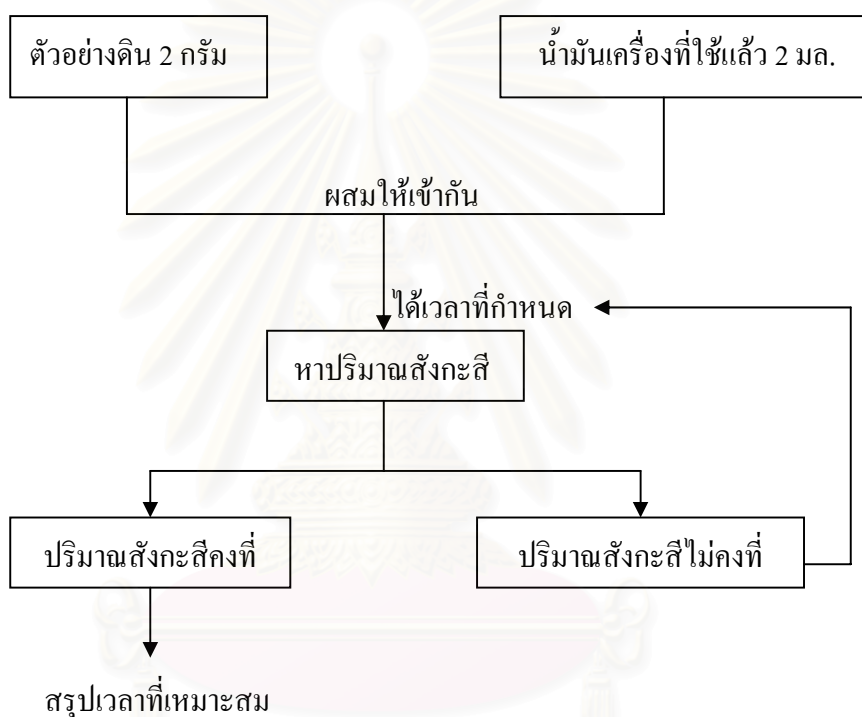 ตัวอย่างดิน 2 กรัม
น้ำมันเครื่องที่ใช้แล้ว 2 มล.
ผสมให้เข้ากัน
ได้เวลาที่กำหนด
หาปริมาณสังกะสี
ปริมาณสังกะสีคงที่
ปริมาณสังกะสีไม่คงที่
สรุปเวลาที่เหมาะสม